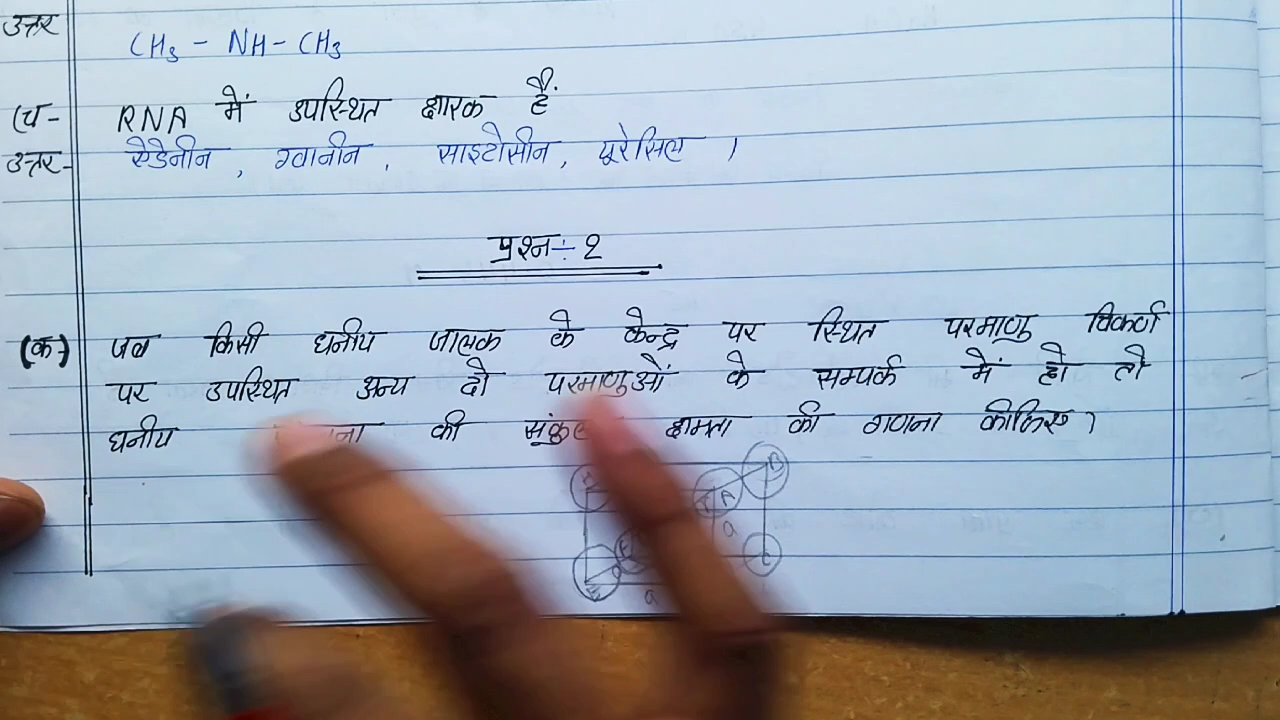 उत्तर CH3 - NH - CH3
(च- RNA में उपस्थित क्षारक हैं
उत्तर- ऐडेनीन, ग्वानीन, साइटोसीन, यूरेसिल ।
प्रश्न ÷ 2
(क) जब किसी घनीय जालक के केन्द्र पर स्थित परमाणु विकर्ण
पर उपस्थित अन्य दो परमाणुओं के सम्पर्क में हो तो
घनीय की क्षमता की गणना कीजिए।
A B
a
C
E a